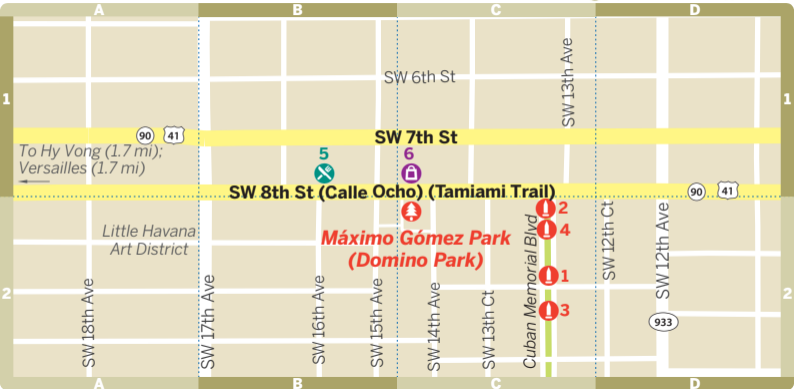 A B C D
SW 6th St
SW 13th Ave
1 1
90 41
SW 7th St
To Hy Vong (1.7 mi);
Versailles (1.7 mi)
5 6
SW 8th St (Calle Ocho) (Tamiami Trail)
90 41
2
4
Little Havana
Art District
Máximo Gómez Park
(Domino Park)
Cuban Memorial Blvd
SW 12th Ct
SW 12th Ave
1
2 2
3
933
SW 18th Ave
SW 17th Ave
SW 16th Ave
SW 15th Ave
SW 14th Ave
SW 13th Ct
A B C D